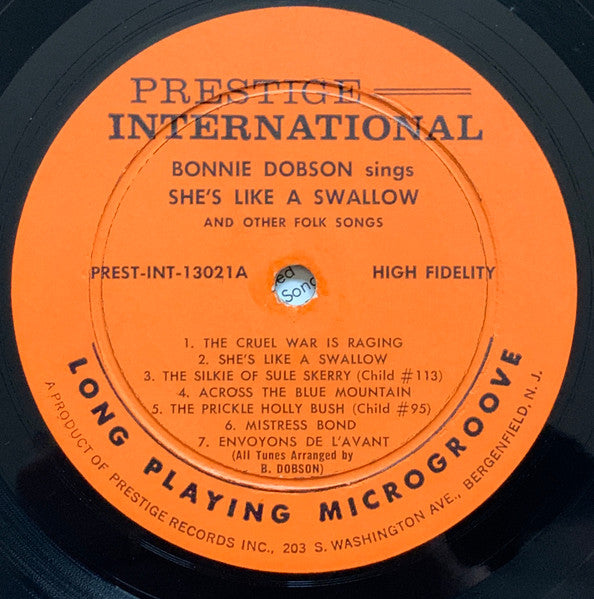 PRESTIGE
INTERNATIONAL
BONNIE DOBSON sings
SHE'S LIKE A SWALLOW
AND OTHER FOLK SONGS
PREST-INT-13021A
HIGH FIDELITY
ed
Song
1. THE CRUEL WAR IS RAGING
2. SHE'S LIKE A SWALLOW
3. THE SILKIE OF SULE SKERRY (Child #113)
4. ACROSS THE BLUE MOUNTAIN
5. THE PRICKLE HOLLY BUSH (Child #95)
6. MISTRESS BOND
7. ENVOYONS DE L'AVANT
(All Tunes Arranged by
B. DOBSON)
LONG PLAYING MICROGROOVE
A PRODUCT OF PRESTIGE RECORDS INC., 203 S. WASHINGTON AVE., BERGENFIELD, N. J.